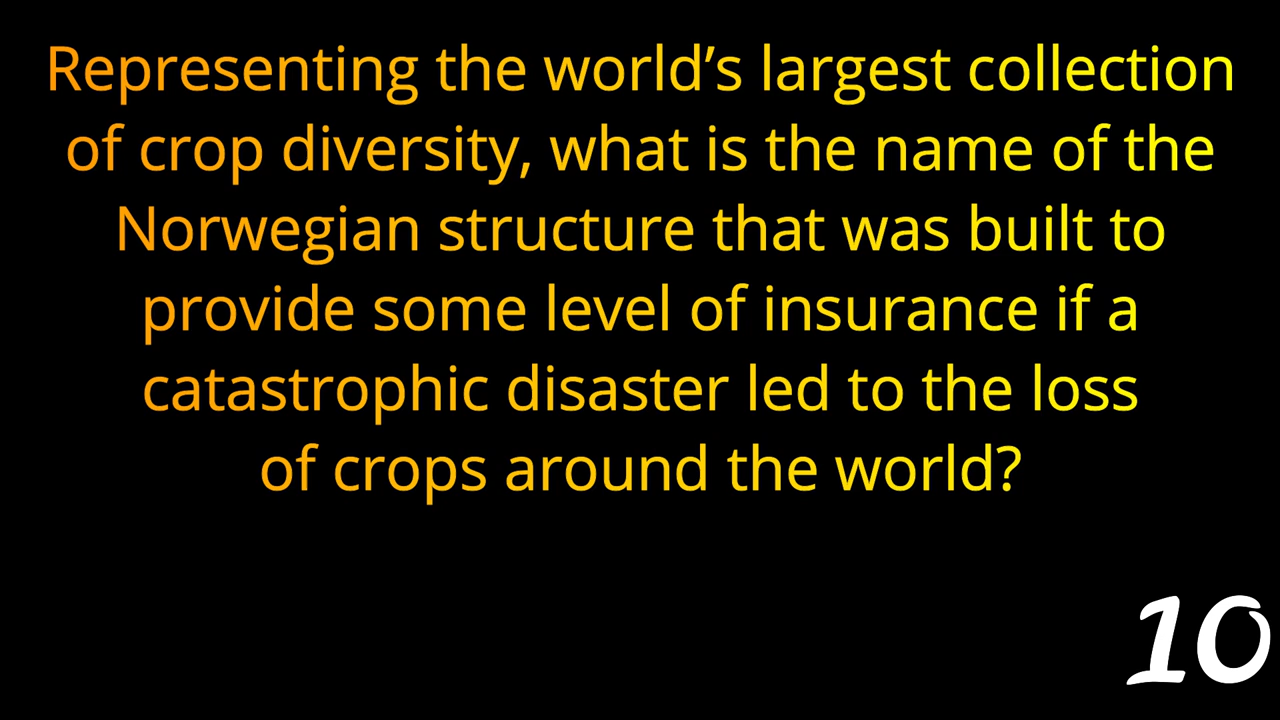 Representing the world’s largest collection
of crop diversity, what is the name of the
Norwegian structure that was built to
provide some level of insurance if a
catastrophic disaster led to the loss
of crops around the world?
10